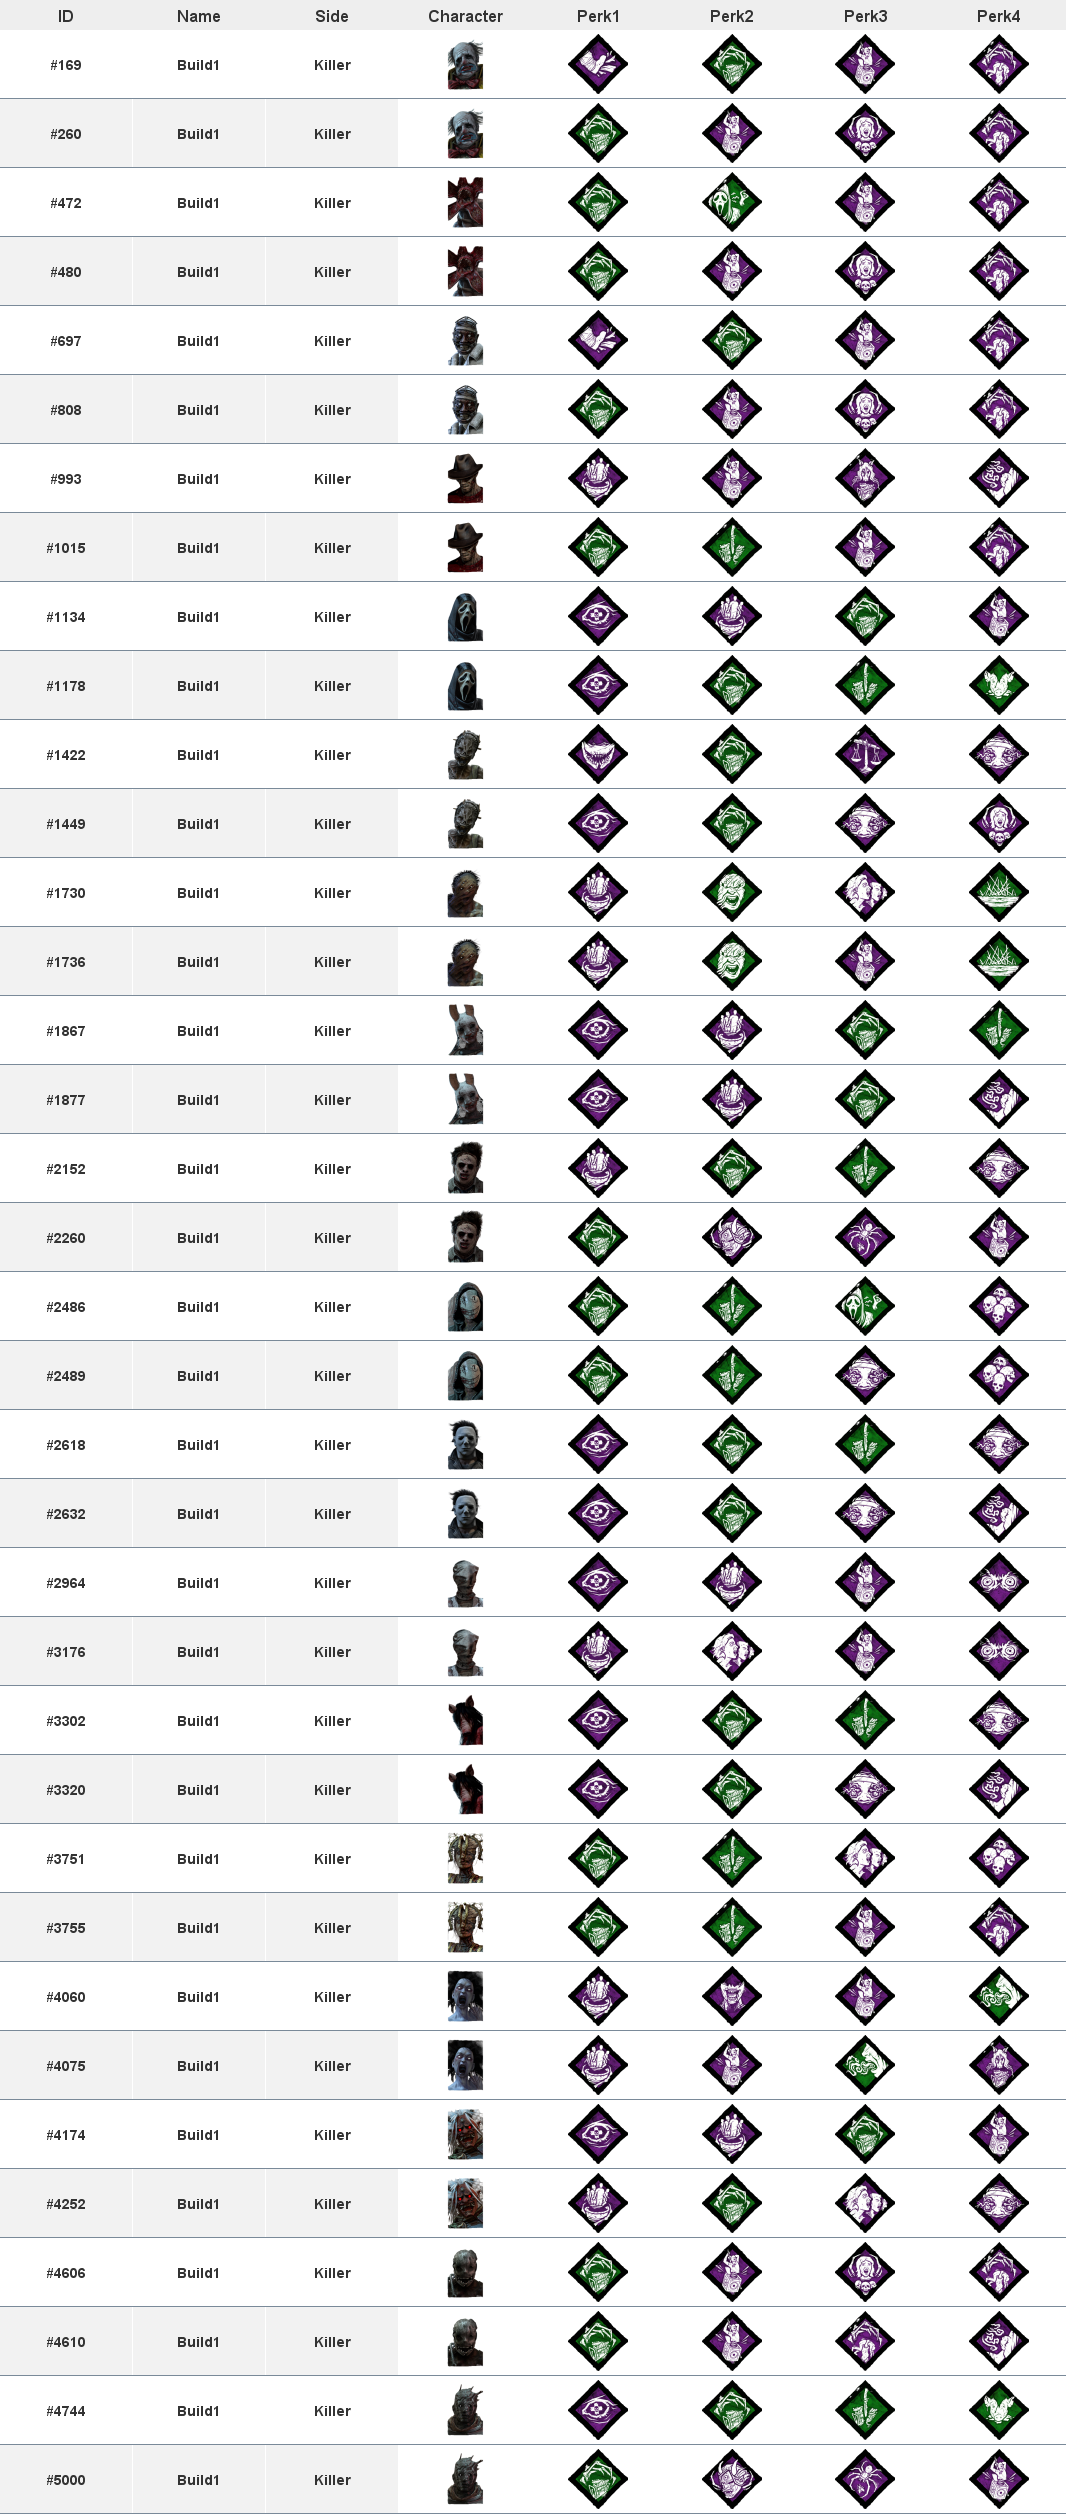 ID Name Side Character Perk1 Perk2 Perk3 Perk4
#169 Build1 Killer
#260 Build1 Killer
#472 Build1 Killer
#480 Build1 Killer
#697 Build1 Killer
#808 Build1 Killer
#993 Build1 Killer
#1015 Build1 Killer
#1134 Build1 Killer
#1178 Build1 Killer
#1422 Build1 Killer
#1449 Build1 Killer
#1730 Build1 Killer
#1736 Build1 Killer
#1867 Build1 Killer
#1877 Build1 Killer
#2152 Build1 Killer
#2260 Build1 Killer
#2486 Build1 Killer
#2489 Build1 Killer
#2618 Build1 Killer
#2632 Build1 Killer
#2964 Build1 Killer
#3176 Build1 Killer
#3302 Build1 Killer
#3320 Build1 Killer
#3751 Build1 Killer
#3755 Build1 Killer
#4060 Build1 Killer
#4075 Build1 Killer
#4174 Build1 Killer
#4252 Build1 Killer
#4606 Build1 Killer
#4610 Build1 Killer
#4744 Build1 Killer
#5000 Build1 Killer